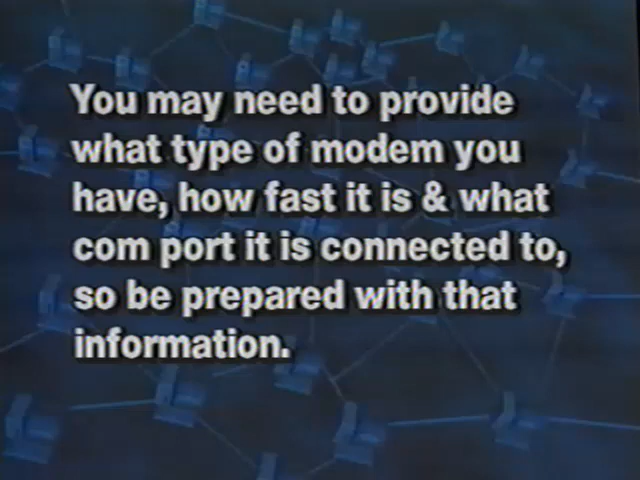 You may need to provide
what type of modem you
have, how fast it is & what
com port it is connected to,
so be prepared with that
information.